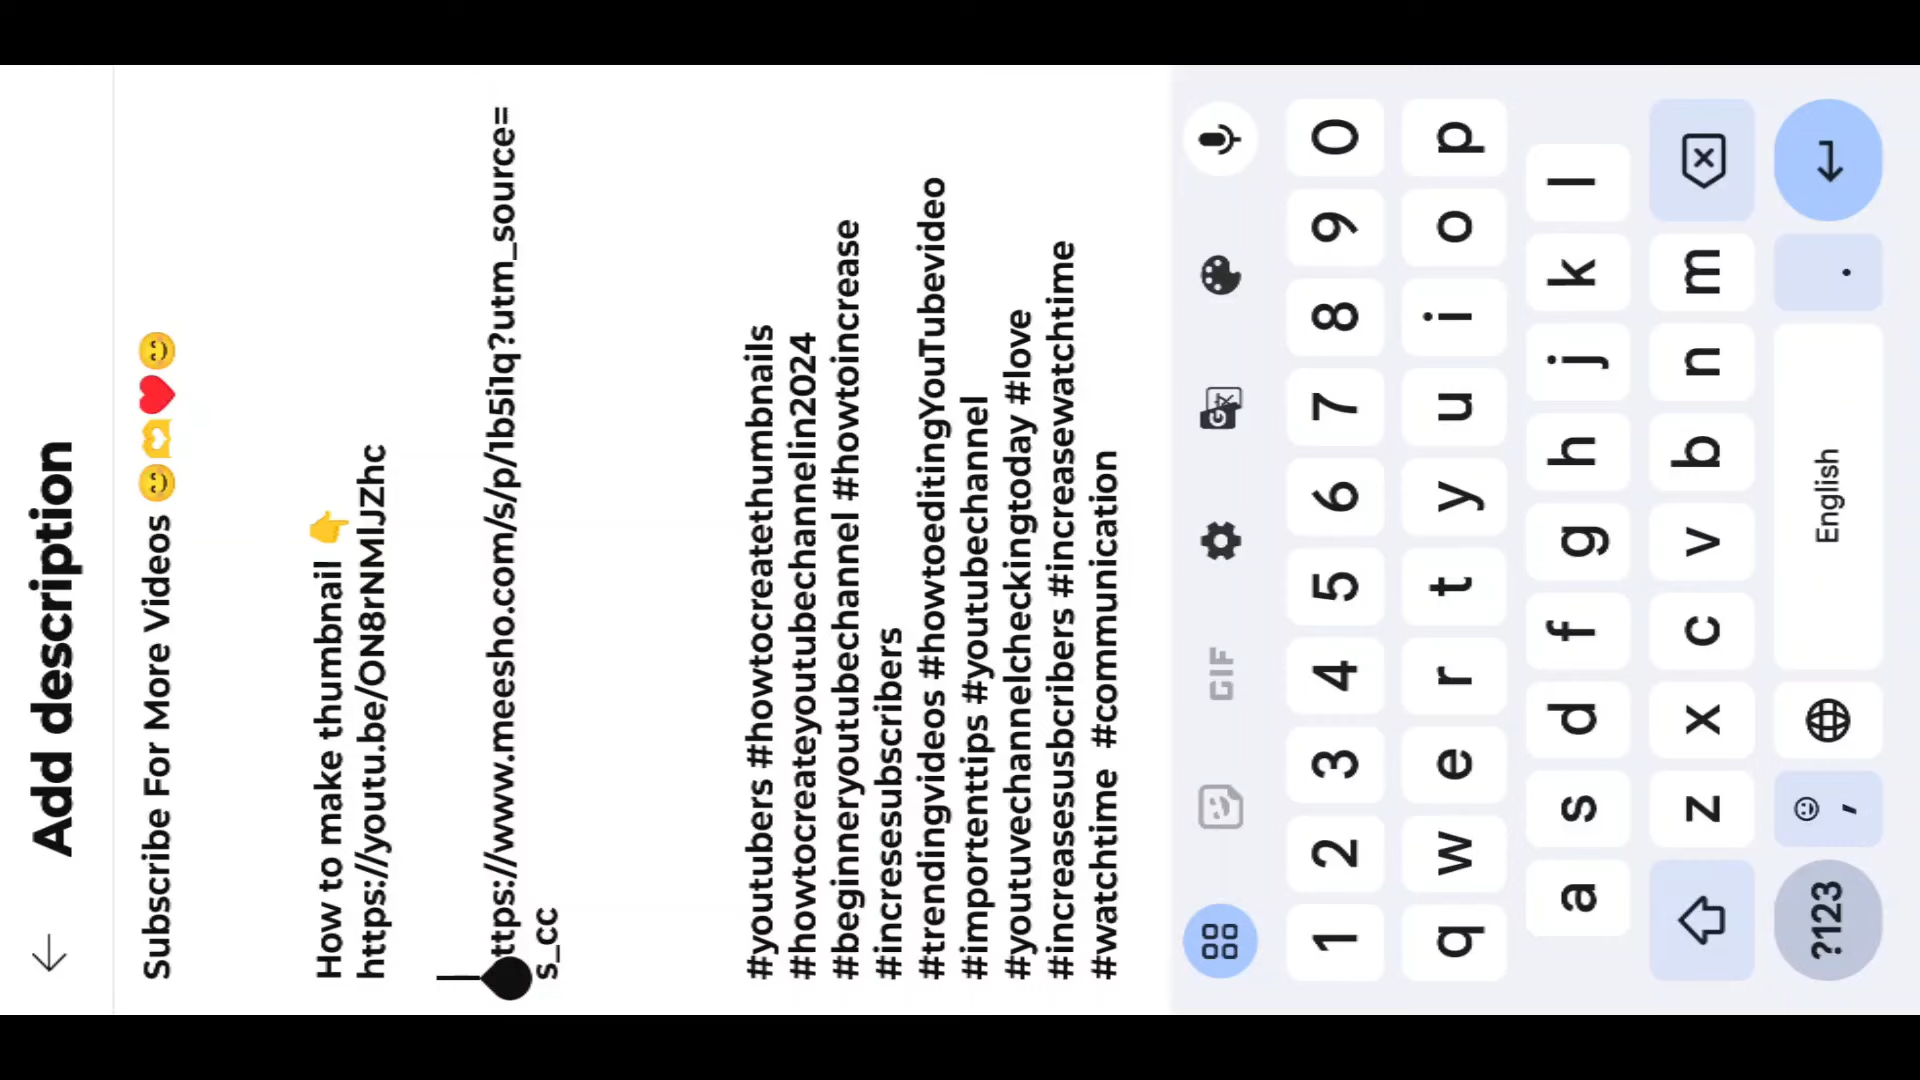 Add description
Subscribe For More Videos 😊🫶❤️😊
How to make thumbnail 👉
https://youtu.be/ON8rNMlJZhc
ttps://www.meesho.com/s/p/1b5i1q?utm_source=
s_cc
#youtubers #howtocreatethumbnails
#howtocreateyoutubechannelin2024
#beginneryoutubechannel #howtoincrease
#incresesubscribers
#trendingvideos #howtoeditingYouTubevideo
#importenttips #youtubechannel
#youtuvechannelcheckingtoday #love
#increasesusbcribers #increasewatchtime
#watchtime #communication
GIF
1 2 3 4 5 6 7 8 9 0
q w e r t y u i o p
a s d f g h j k l
z x c v b n m
?123 , English .